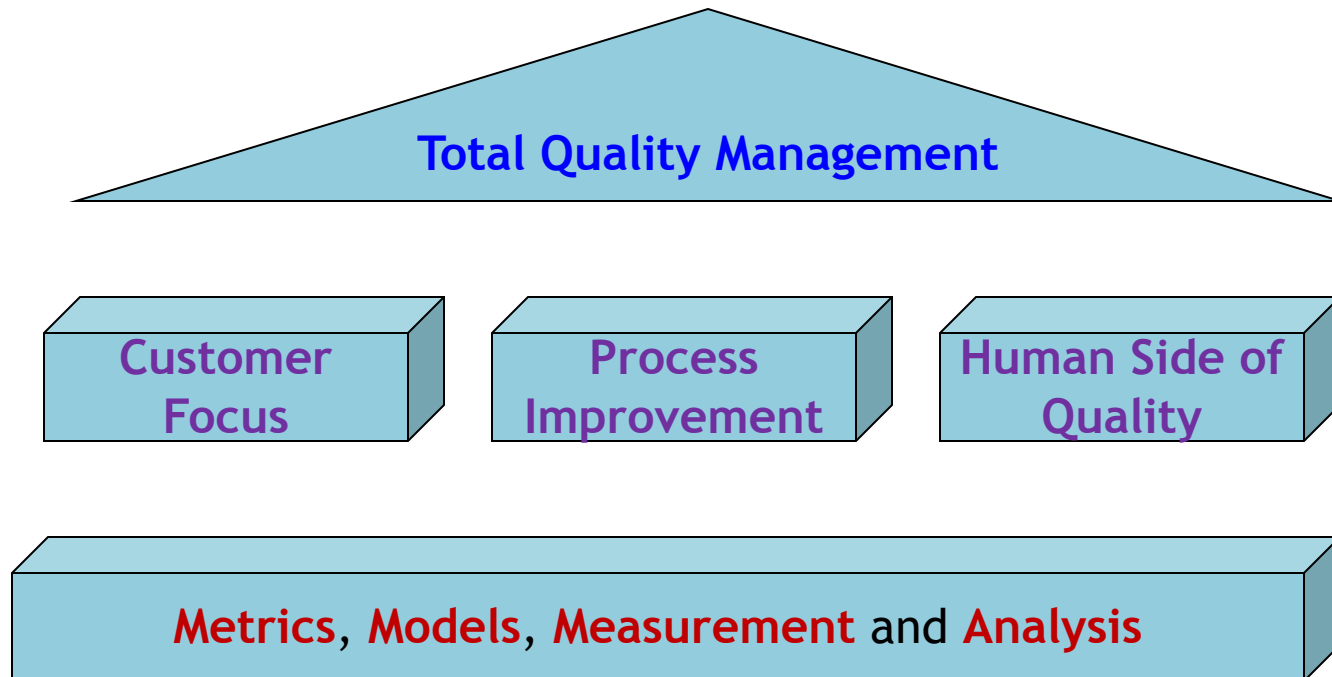 Total Quality Management
Customer
Focus
Process
Improvement
Human Side of
Quality
Metrics, Models, Measurement and Analysis